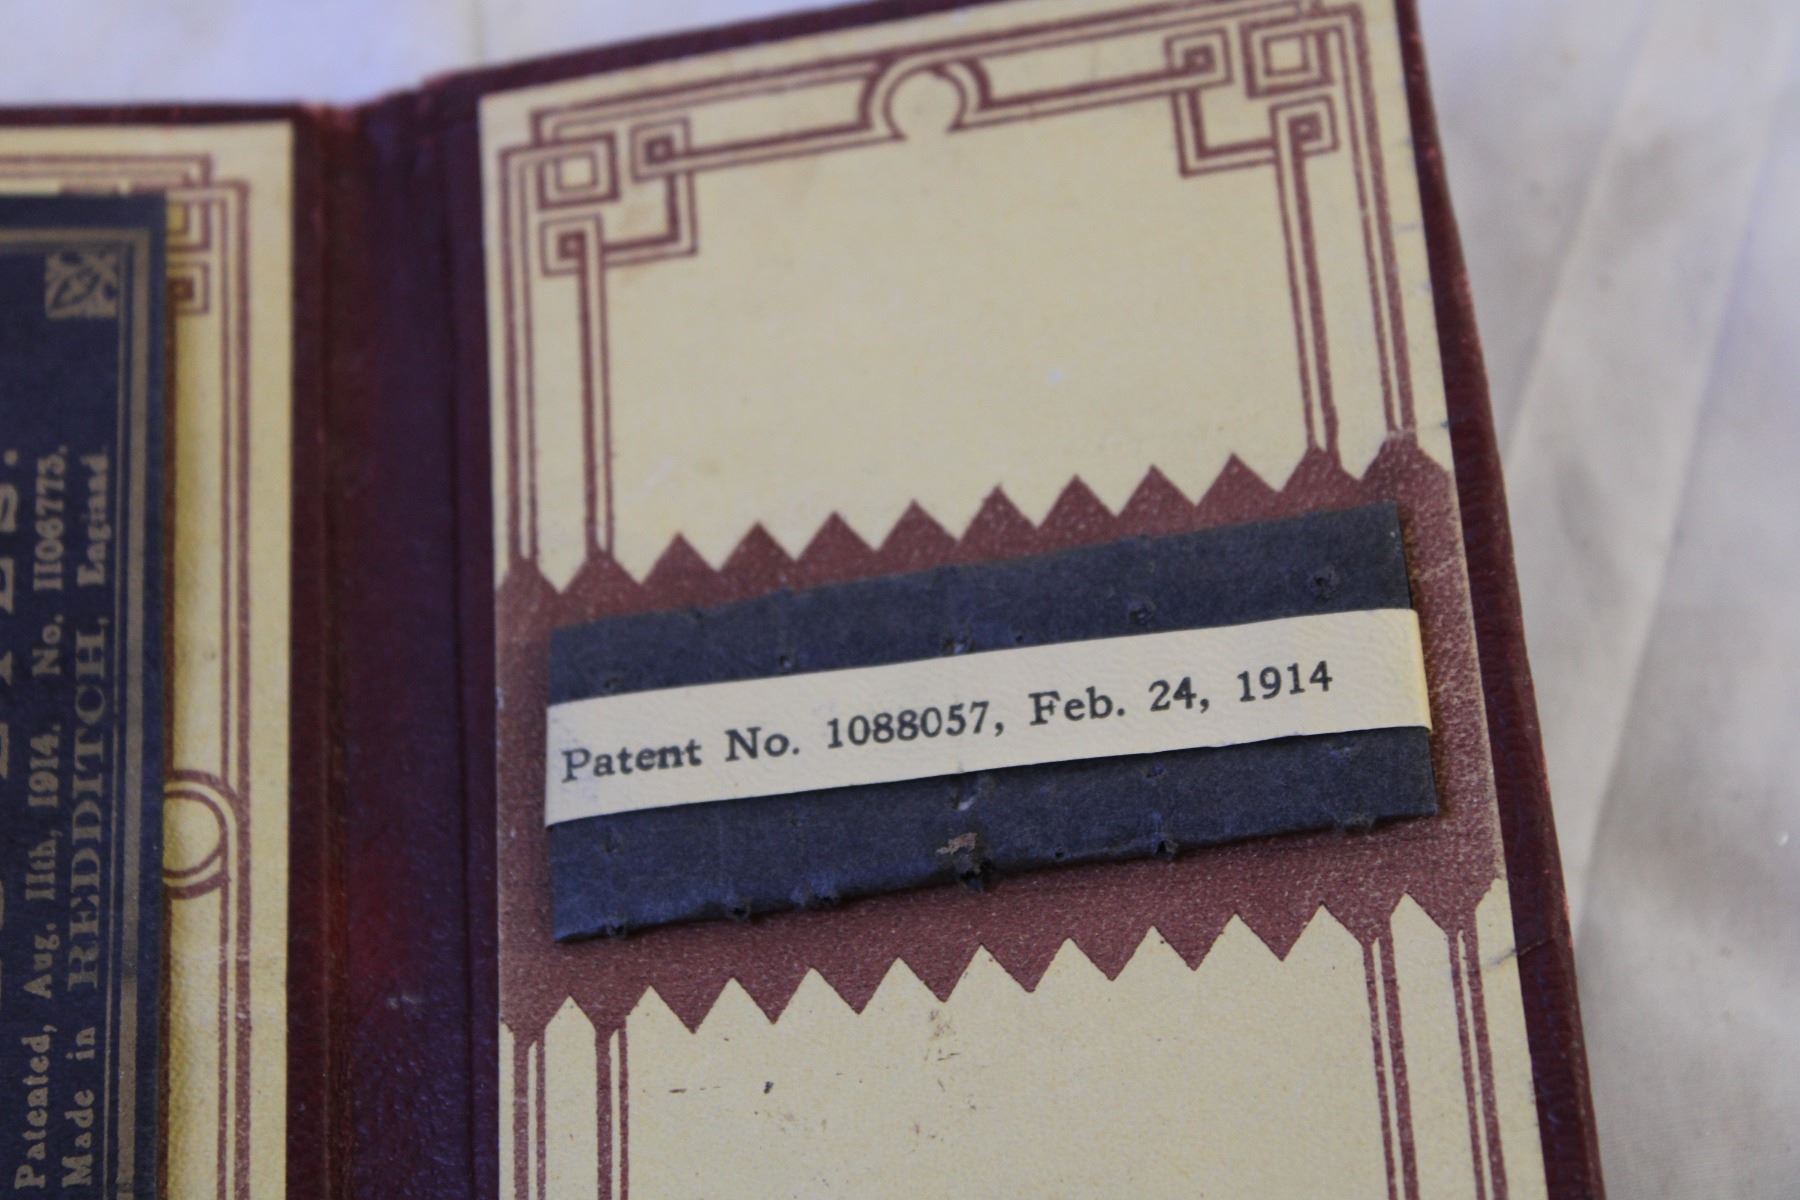 Patented, Aug. 11th, 1914. No. 1106773.
Made in REDDITCH, England
Patent No. 1088057, Feb. 24, 1914